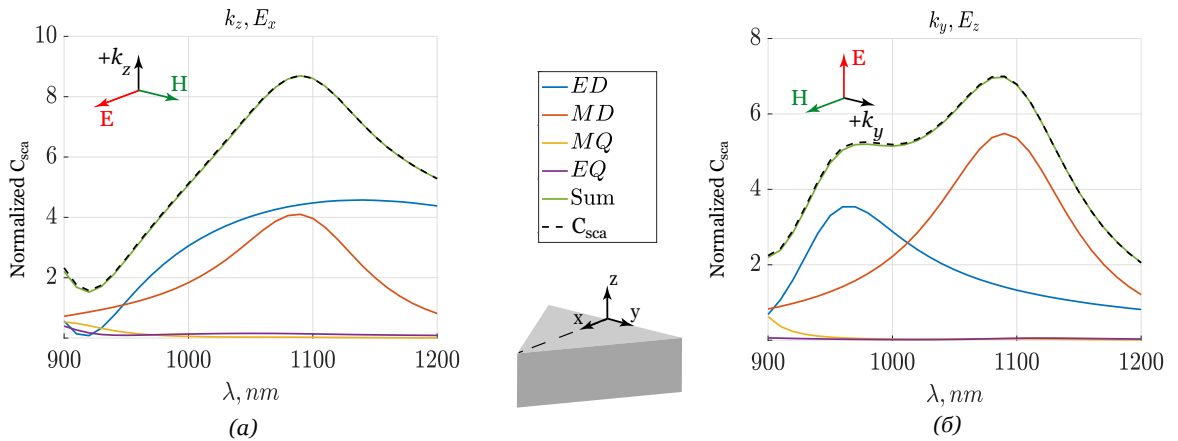 k_z, E_x
10
8
6
4
2
Normalized C_sca
+k_z
H
E
900
1000
1100
1200
λ, nm
(а)
ED
MD
MQ
EQ
Sum
C_sca
z
x
y
k_y, E_z
8
6
4
2
Normalized C_sca
E
H
+k_y
900
1000
1100
1200
λ, nm
(б)